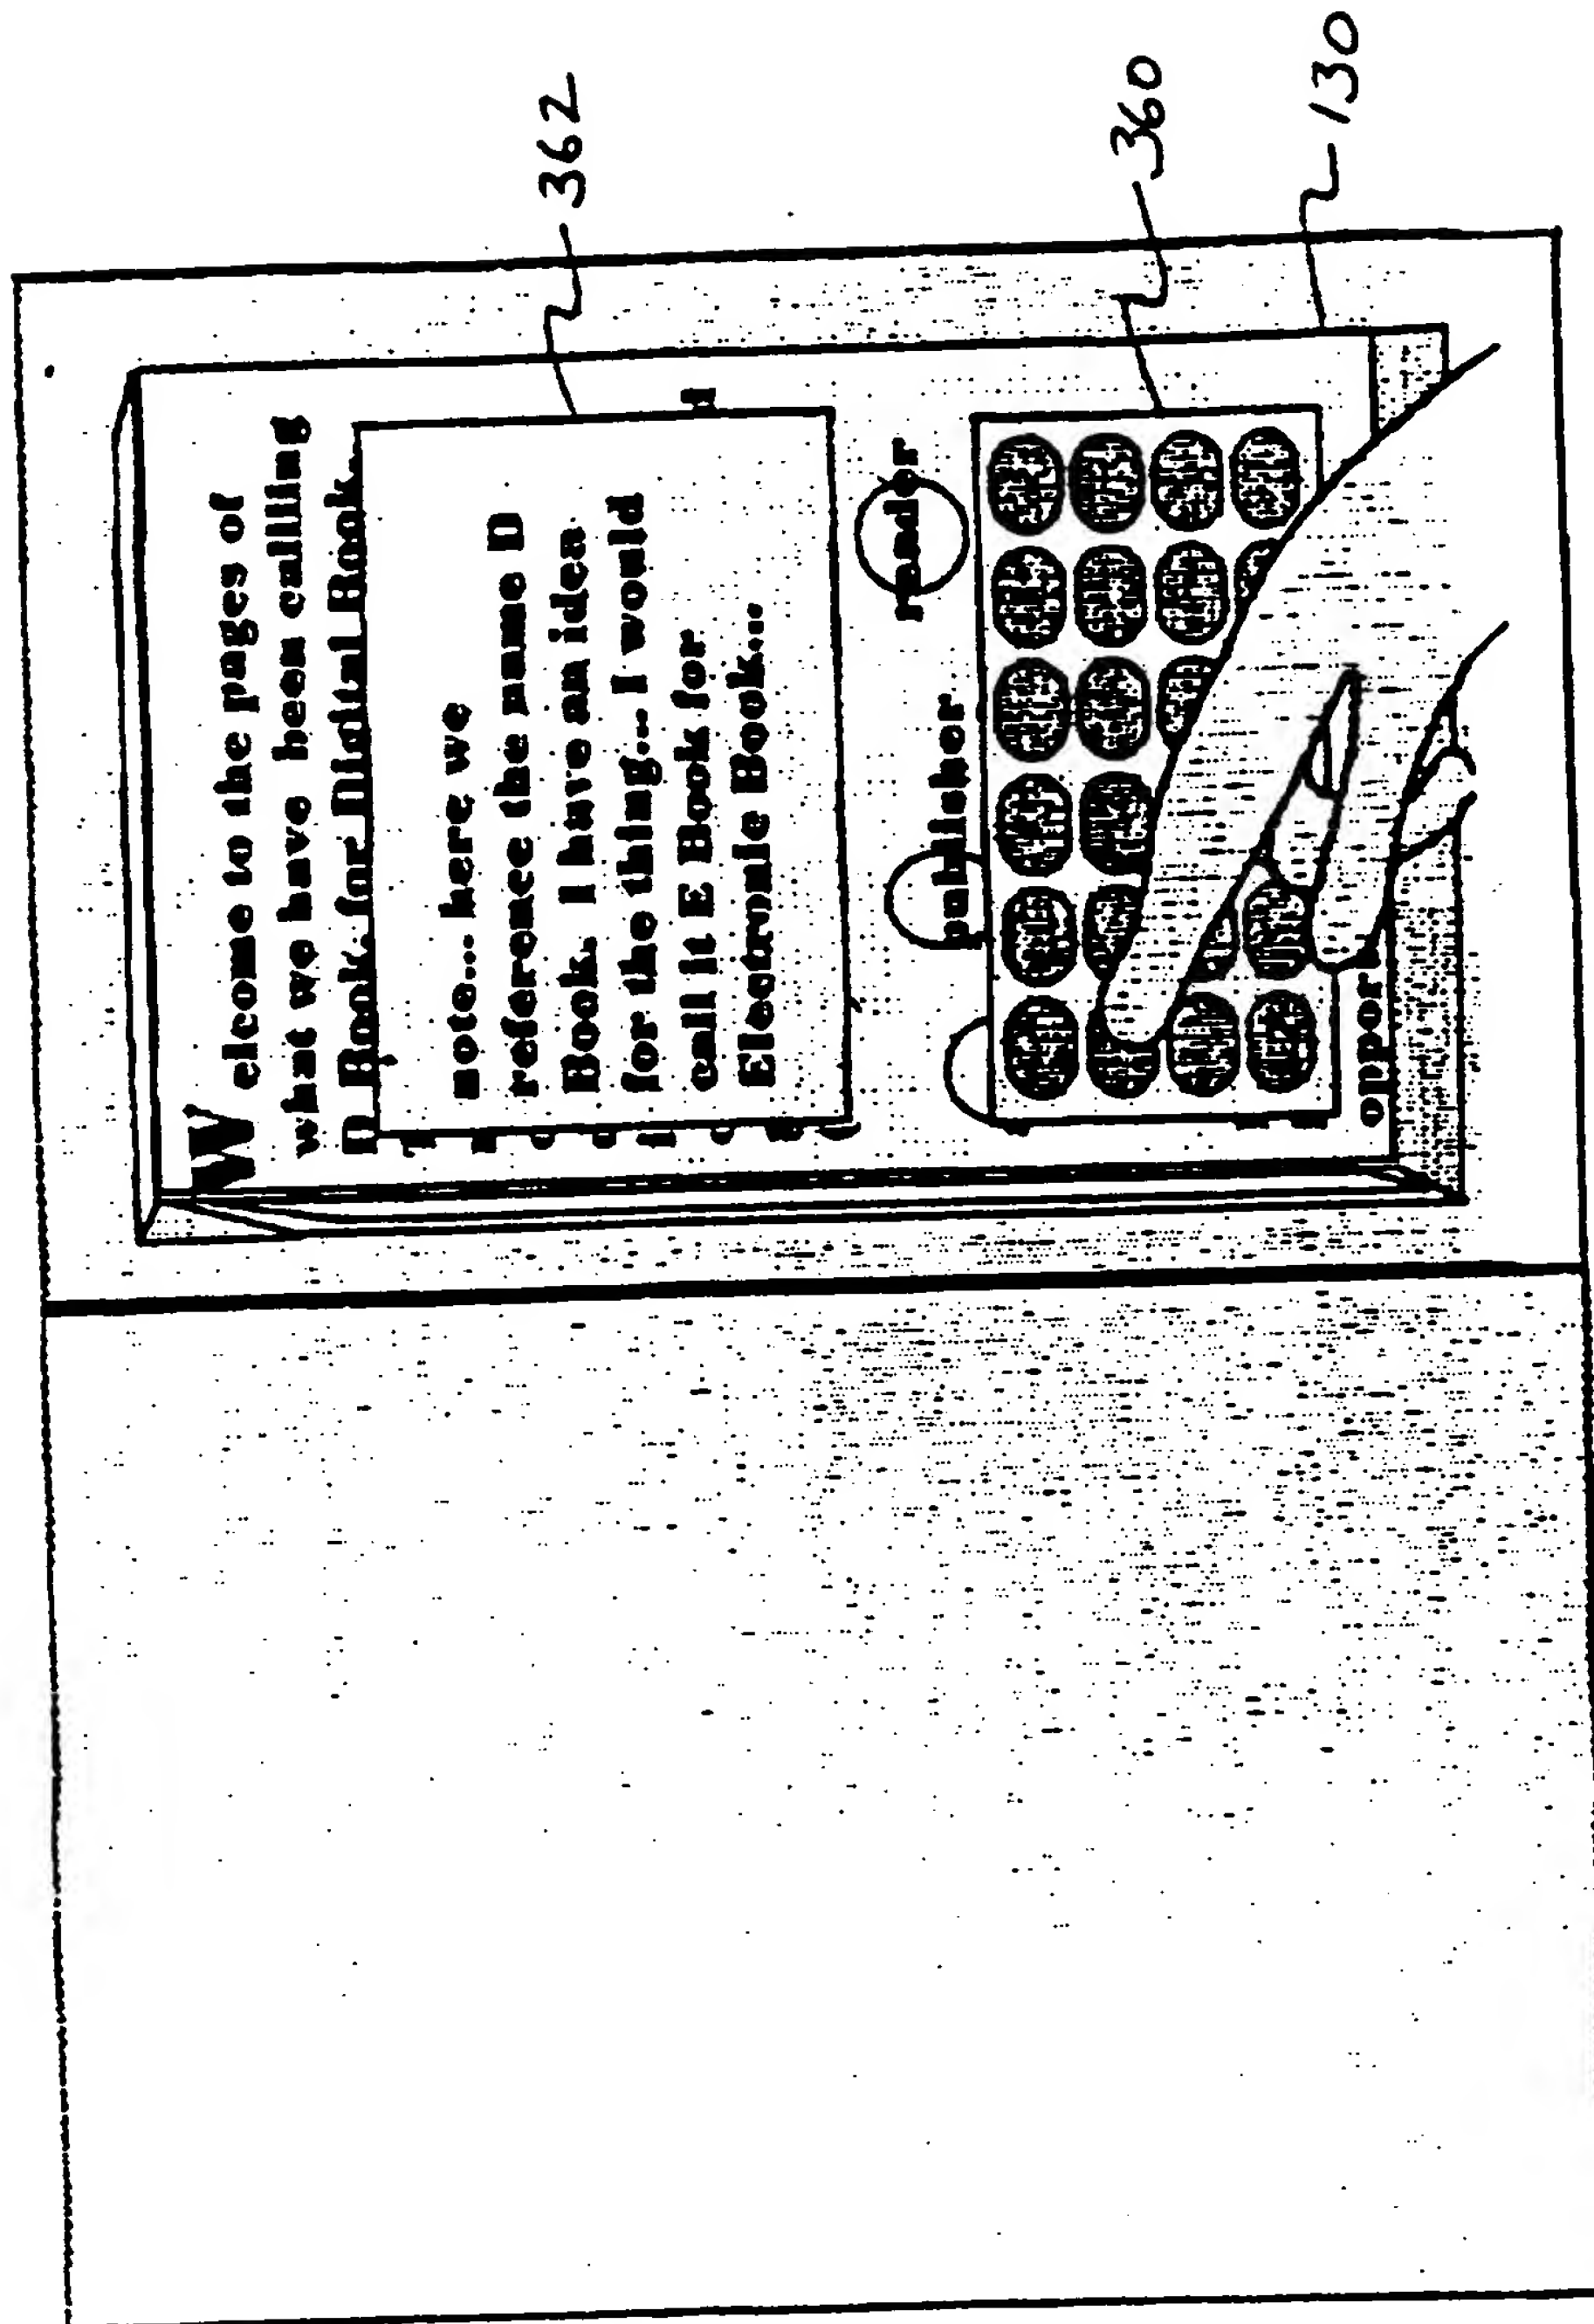 Welcome to the pages of
what we have been calling
D Book, for Digital Book.
note... here we
reference the name D
Book. I have an idea
for the thing... I would
call it E Book for
Electronic Book...
reader
publisher
oppor
362
360
130